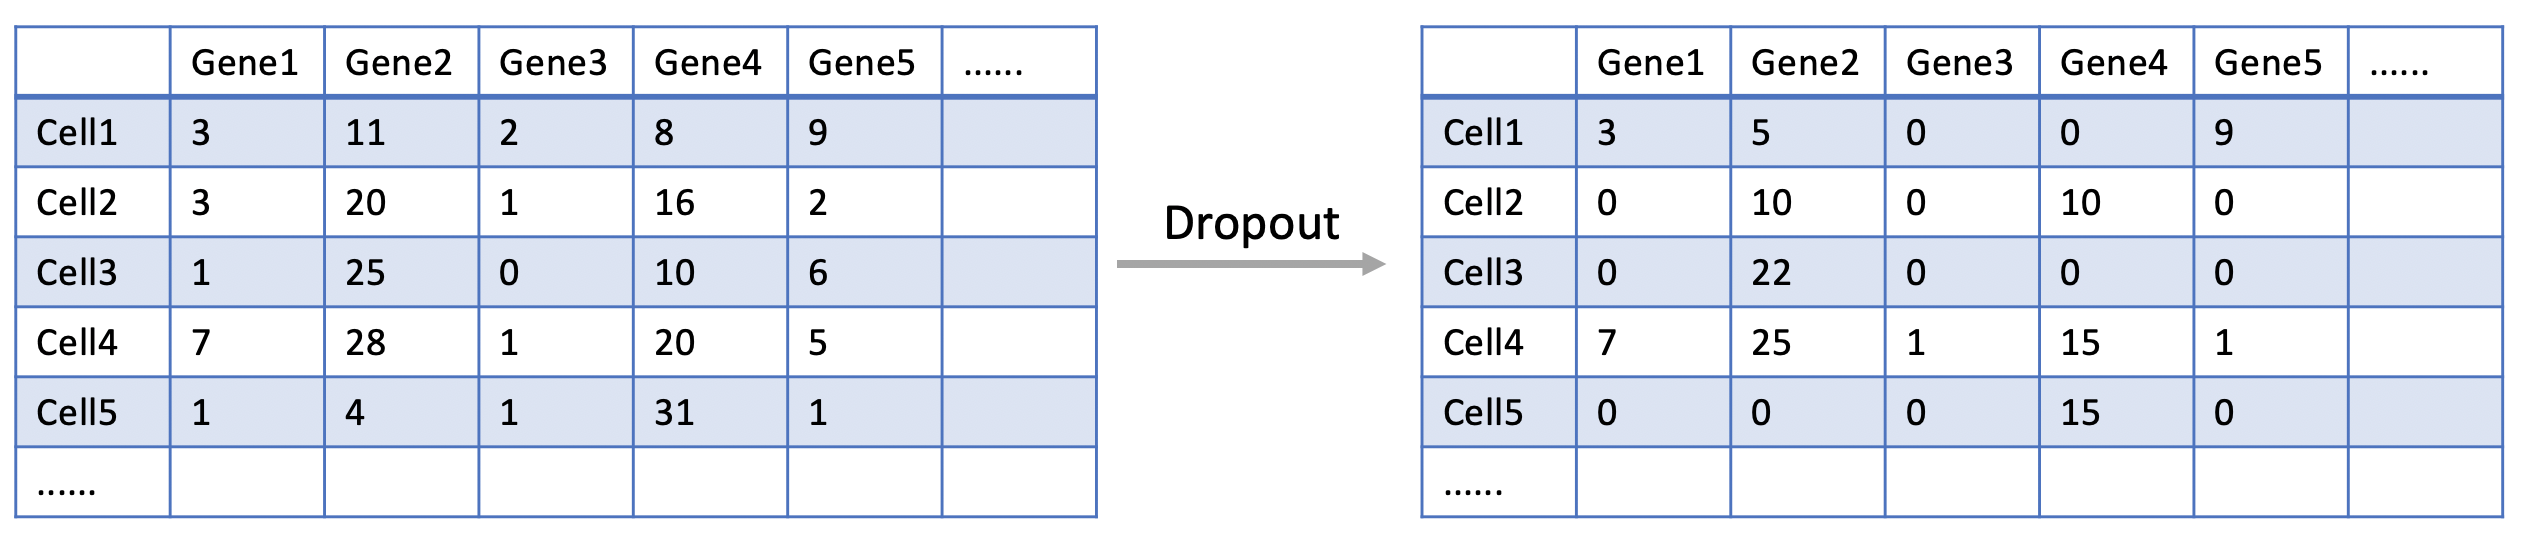 Gene1 Gene2 Gene3 Gene4 Gene5 ......
Cell1 3 11 2 8 9
Cell2 3 20 1 16 2
Cell3 1 25 0 10 6
Cell4 7 28 1 20 5
Cell5 1 4 1 31 1
......
Dropout
Gene1 Gene2 Gene3 Gene4 Gene5 ......
Cell1 3 5 0 0 9
Cell2 0 10 0 10 0
Cell3 0 22 0 0 0
Cell4 7 25 1 15 1
Cell5 0 0 0 15 0
......